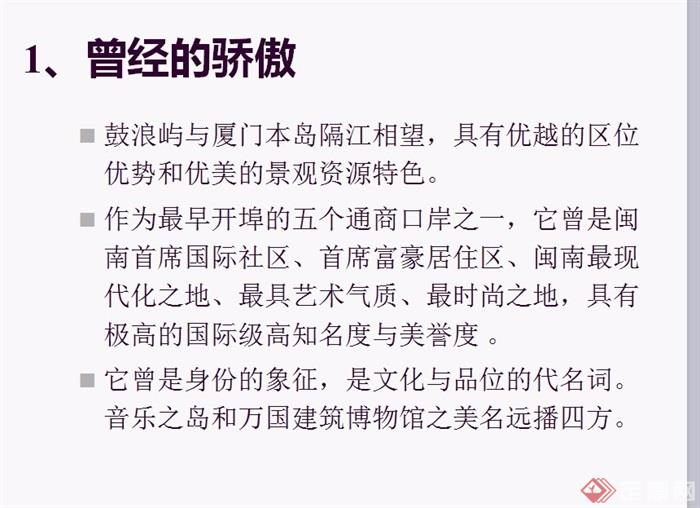 1、曾经的骄傲
鼓浪屿与厦门本岛隔江相望，具有优越的区位
优势和优美的景观资源特色。
作为最早开埠的五个通商口岸之一，它曾是闽
南首席国际社区、首席富豪居住区、闽南最现
代化之地、最具艺术气质、最时尚之地，具有
极高的国际级高知名度与美誉度 。
它曾是身份的象征，是文化与品位的代名词。
音乐之岛和万国建筑博物馆之美名远播四方。